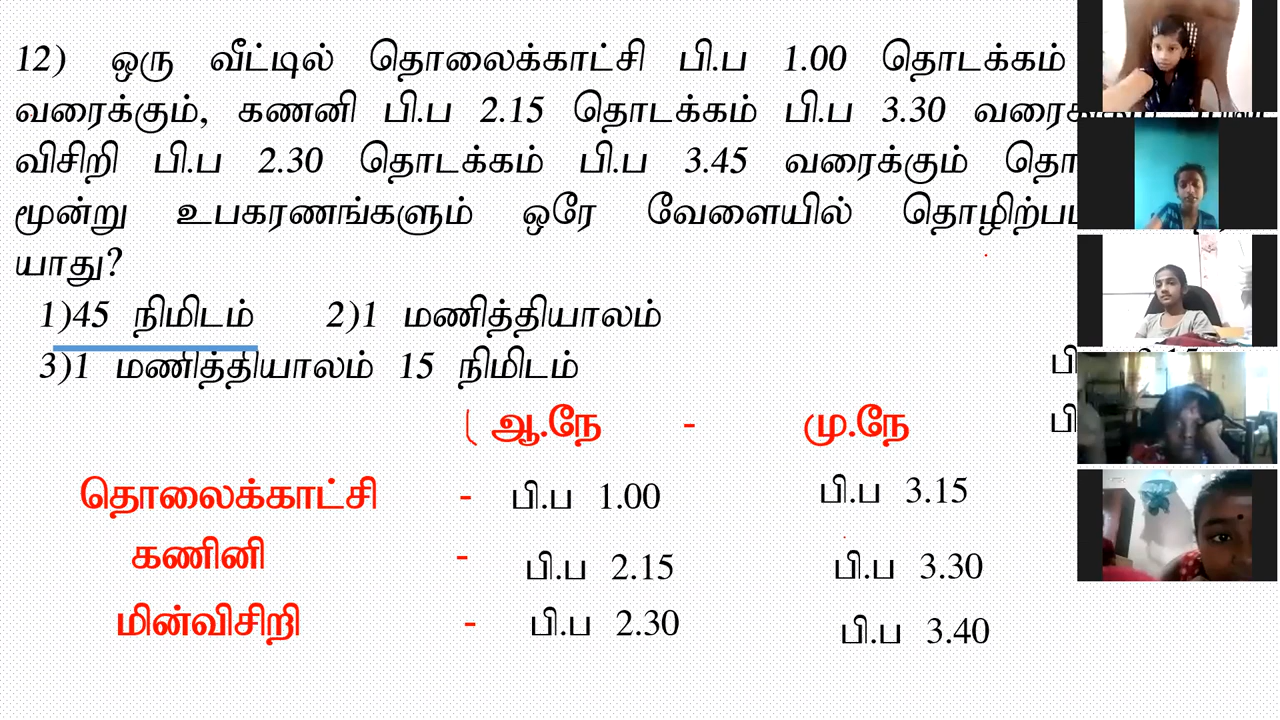 12) ஒரு வீட்டில் தொலைக்காட்சி பி.ப 1.00 தொடக்கம்
வரைக்கும், கணனி பி.ப 2.15 தொடக்கம் பி.ப 3.30
விசிறி பி.ப 2.30 தொடக்கம் பி.ப 3.45 வரைக்கும்
மூன்று உபகரணங்களும் ஒரே வேளையில்
யாது?
1)45 நிமிடம் 2)1 மணித்தியாலம்
3)1 மணித்தியாலம் 15 நிமிடம்
ஆ.நே - மு.நே
தொலைக்காட்சி - பி.ப 1.00 பி.ப 3.15
கணினி - பி.ப 2.15 பி.ப 3.30
மின்விசிறி - பி.ப 2.30 பி.ப 3.40